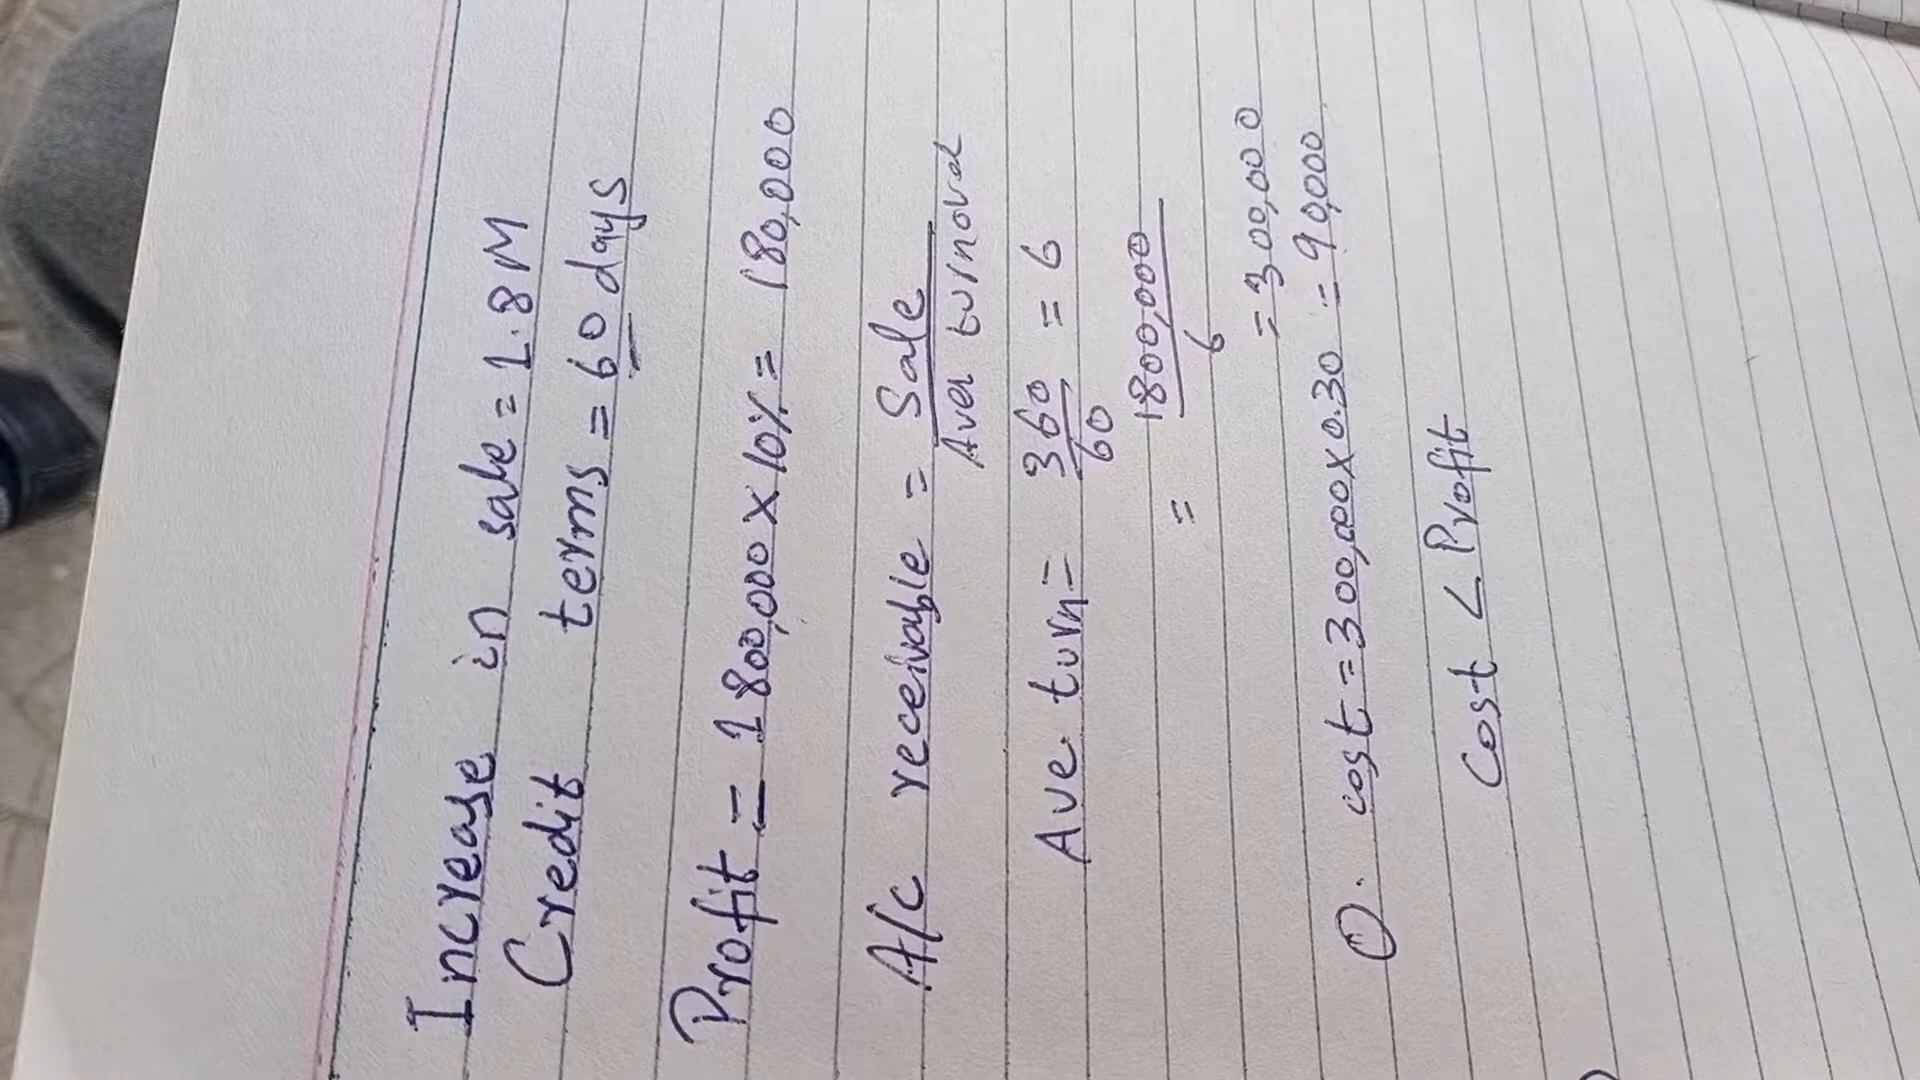 Increase in sale = 1.8 M
Credit terms = 60 days
Profit = 1800,000 x 10% = 180,000
A/c receivable = Sale
Aver turnover
Ave turn = 360 = 6
60
= 1800,000
6
= 300,000
O. cost = 300,000 x 0.30 = 90,000
Cost < Profit